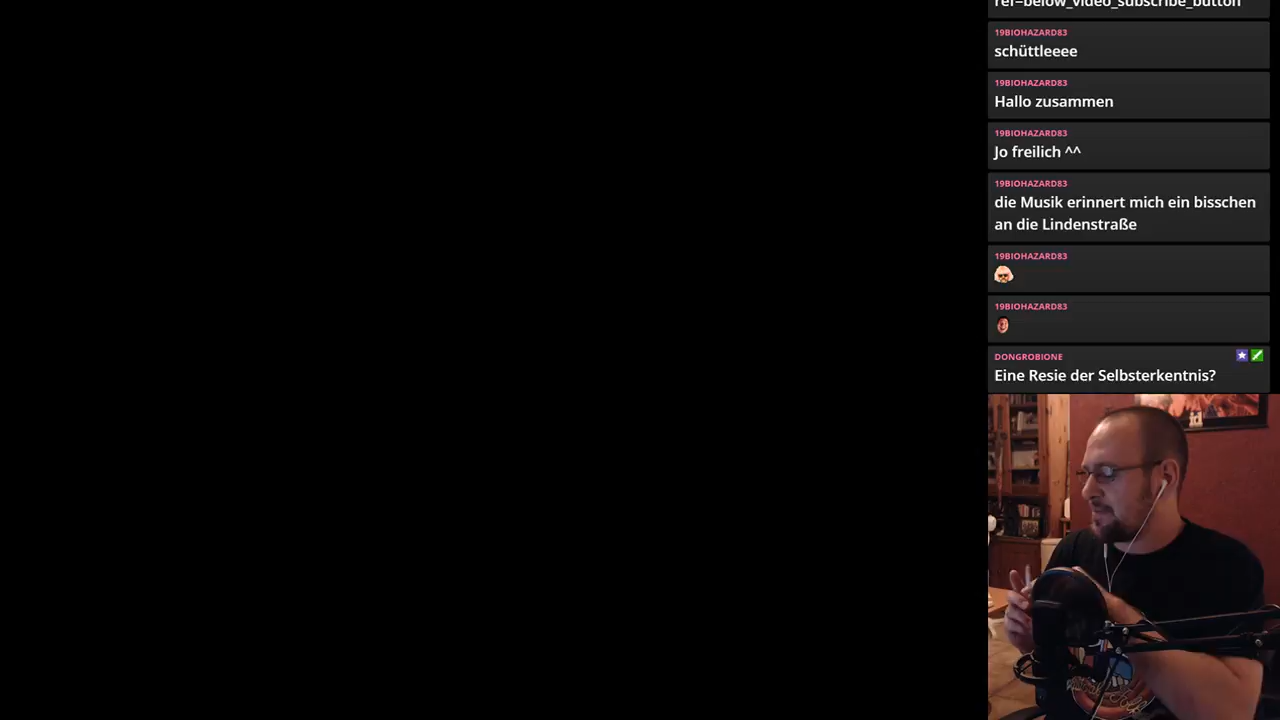 ref=below_video_subscribe_button
19BIOHAZARD83
schüttleeee
19BIOHAZARD83
Hallo zusammen
19BIOHAZARD83
Jo freilich ^^
19BIOHAZARD83
die Musik erinnert mich ein bisschen
an die Lindenstraße
19BIOHAZARD83
19BIOHAZARD83
DONGROBIONE
Eine Resie der Selbsterkentnis?